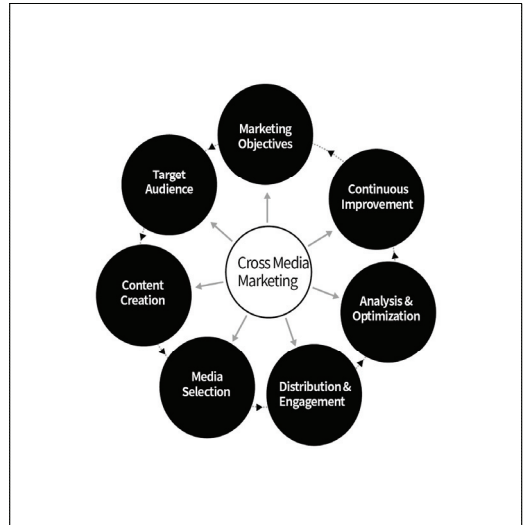 Marketing
Objectives
Target
Audience
Continuous
Improvement
Cross Media
Marketing
Content
Creation
Analysis &
Optimization
Media
Selection
Distribution &
Engagement